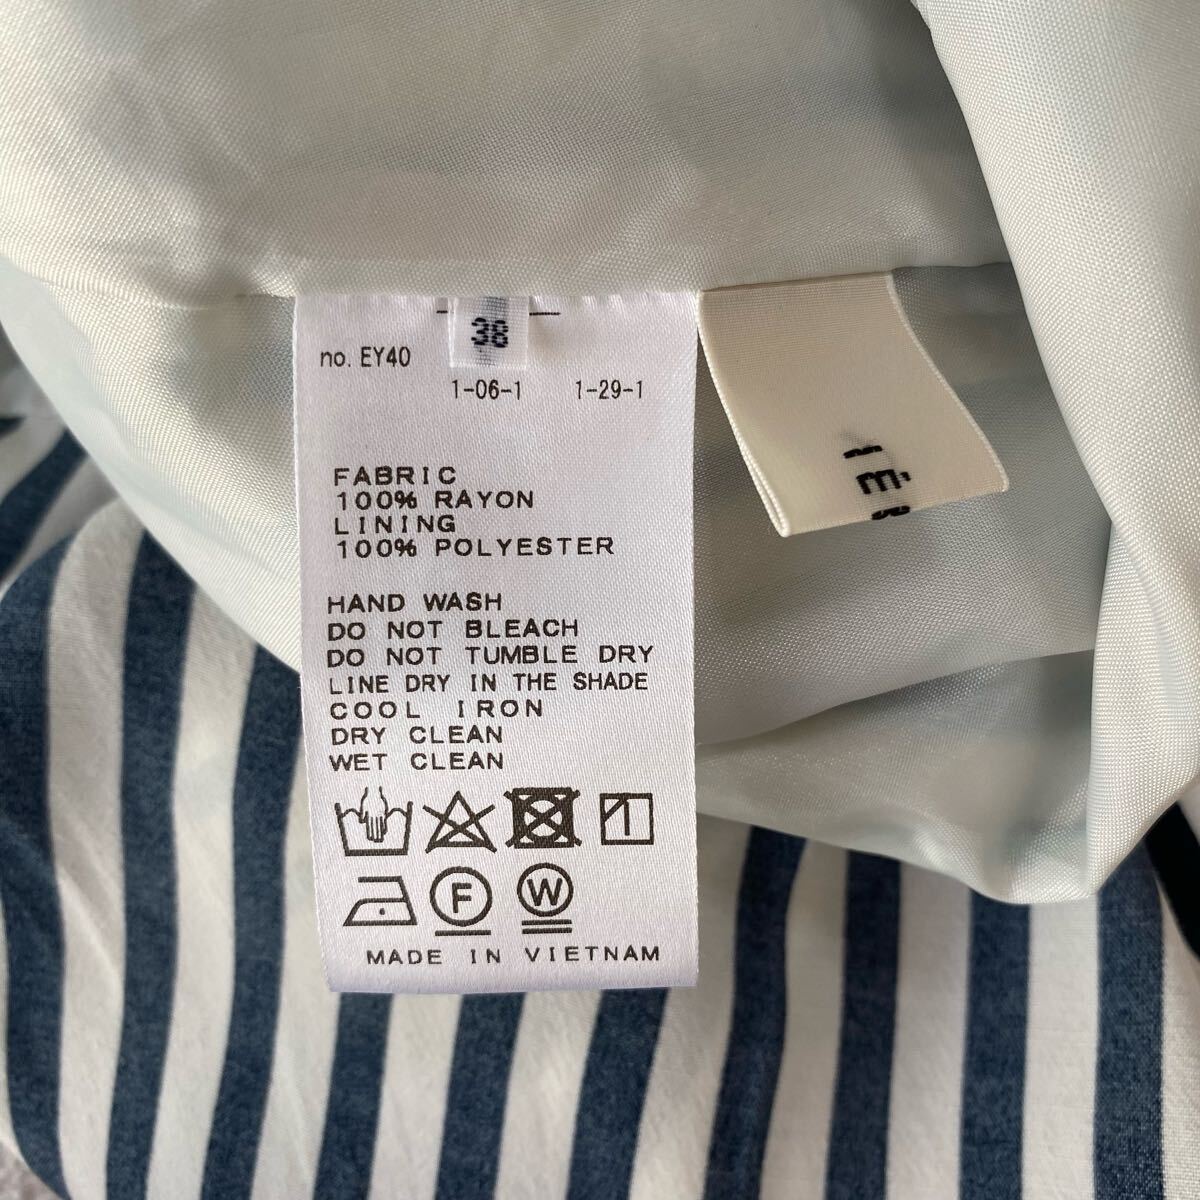 38
no. EY40
1-06-1 1-29-1
FABRIC
100% RAYON
LINING
100% POLYESTER
HAND WASH
DO NOT BLEACH
DO NOT TUMBLE DRY
LINE DRY IN THE SHADE
COOL IRON
DRY CLEAN
WET CLEAN
F W
MADE IN VIETNAM